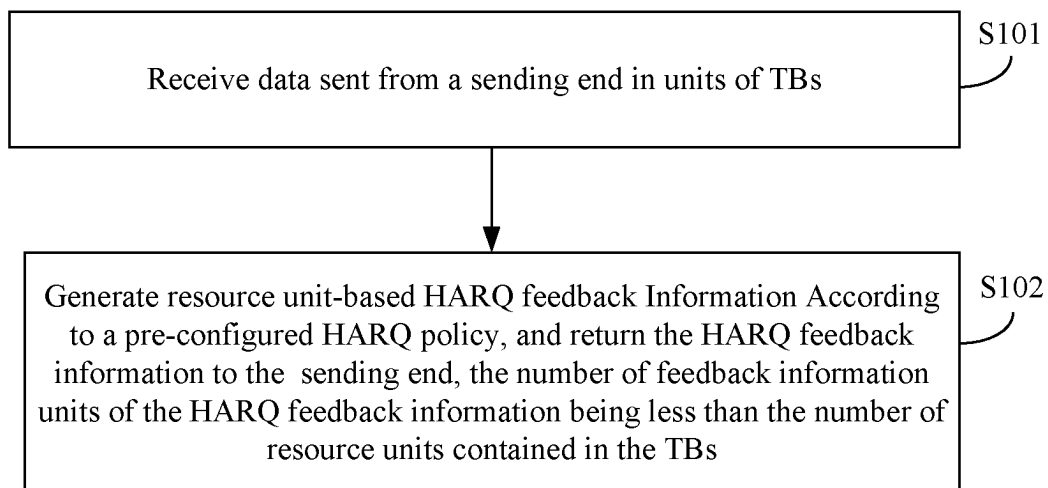 S101
Receive data sent from a sending end in units of TBs
S102
Generate resource unit-based HARQ feedback Information According
to a pre-configured HARQ policy, and return the HARQ feedback
information to the sending end, the number of feedback information
units of the HARQ feedback information being less than the number of
resource units contained in the TBs